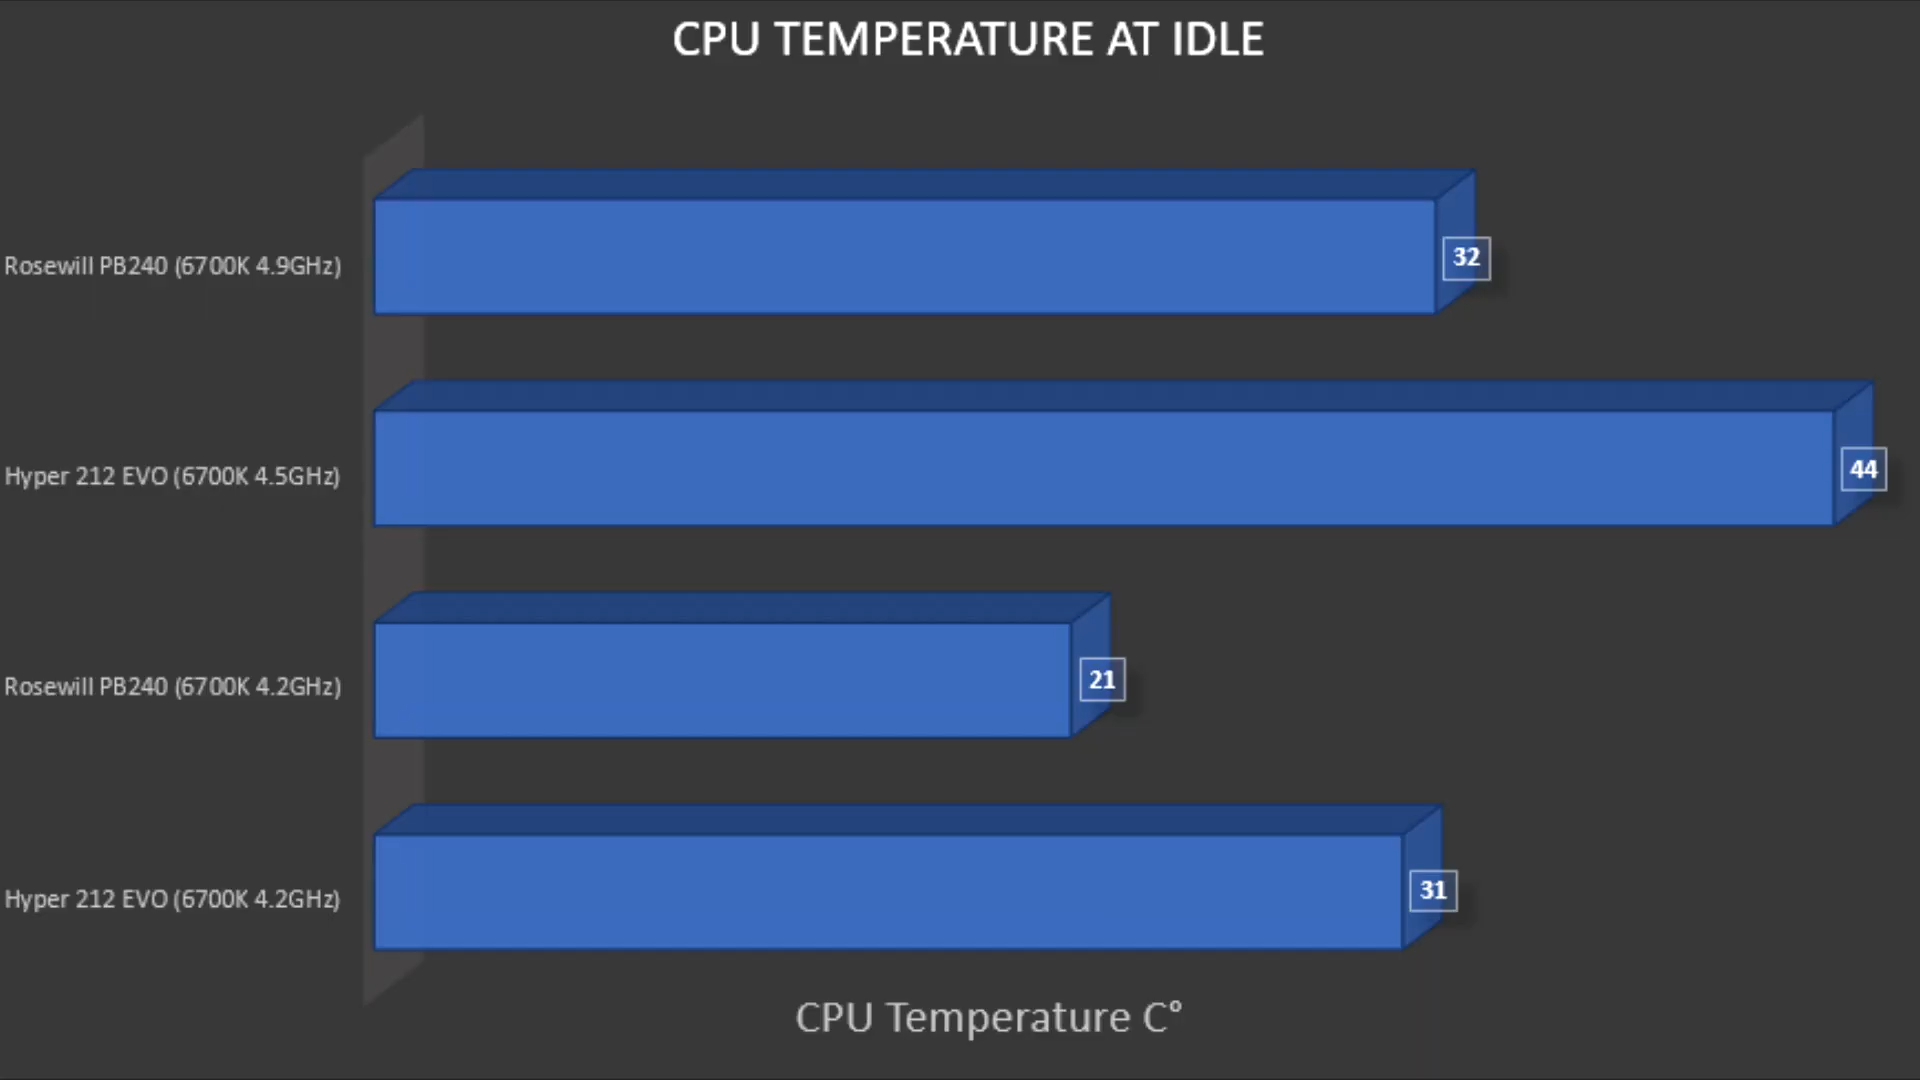 CPU TEMPERATURE AT IDLE
Rosewill PB240 (6700K 4.9GHz)
32
Hyper 212 EVO (6700K 4.5GHz)
44
Rosewill PB240 (6700K 4.2GHz)
21
Hyper 212 EVO (6700K 4.2GHz)
31
CPU Temperature C°